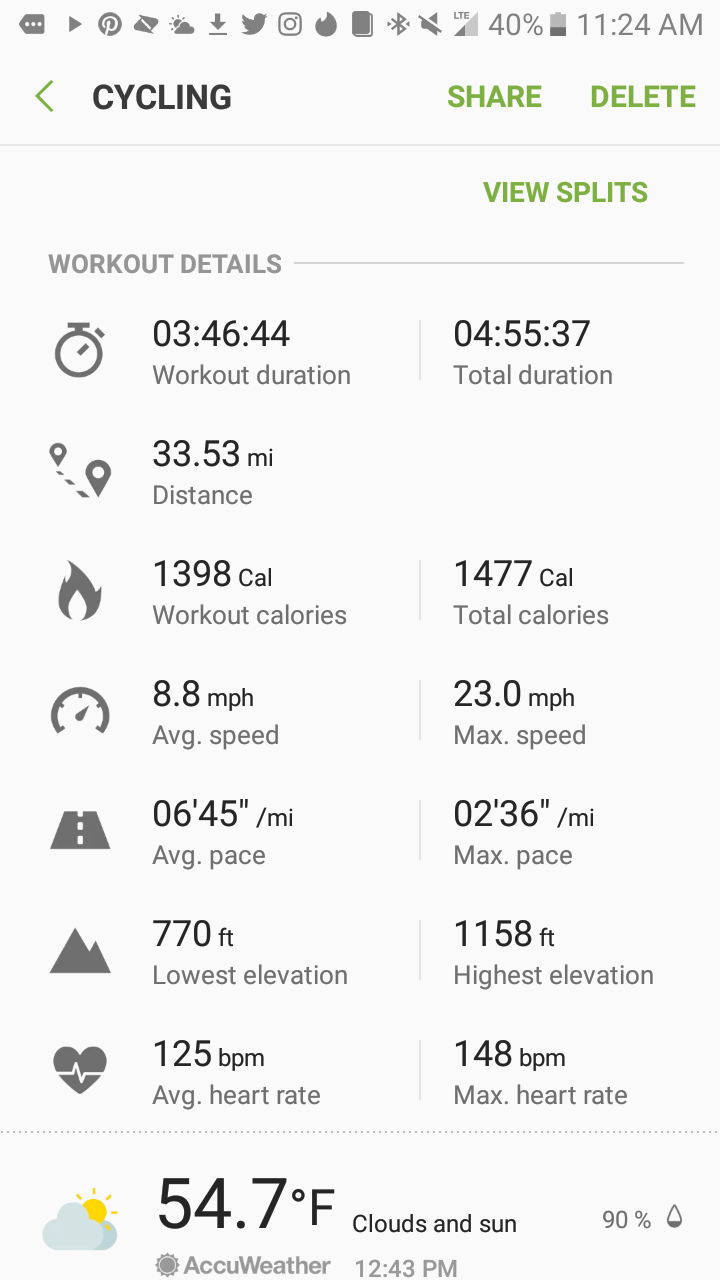 LTE 40% 11:24 AM
CYCLING SHARE DELETE
VIEW SPLITS
WORKOUT DETAILS
03:46:44 04:55:37
Workout duration Total duration
33.53 mi
Distance
1398 Cal 1477 Cal
Workout calories Total calories
8.8 mph 23.0 mph
Avg. speed Max. speed
06'45" /mi 02'36" /mi
Avg. pace Max. pace
770 ft 1158 ft
Lowest elevation Highest elevation
125 bpm 148 bpm
Avg. heart rate Max. heart rate
54.7°F Clouds and sun 90 %
AccuWeather 12:43 PM